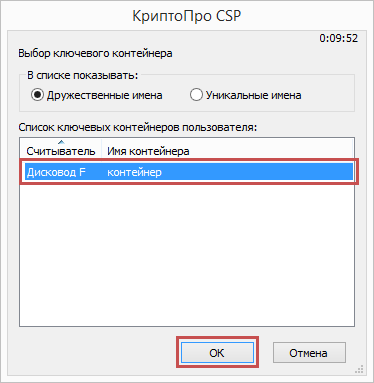 КриптоПро CSP
0:09:52
Выбор ключевого контейнера
В списке показывать:
Дружественные имена Уникальные имена
Список ключевых контейнеров пользователя:
Считыватель Имя контейнера
Дисковод F контейнер
ОК Отмена